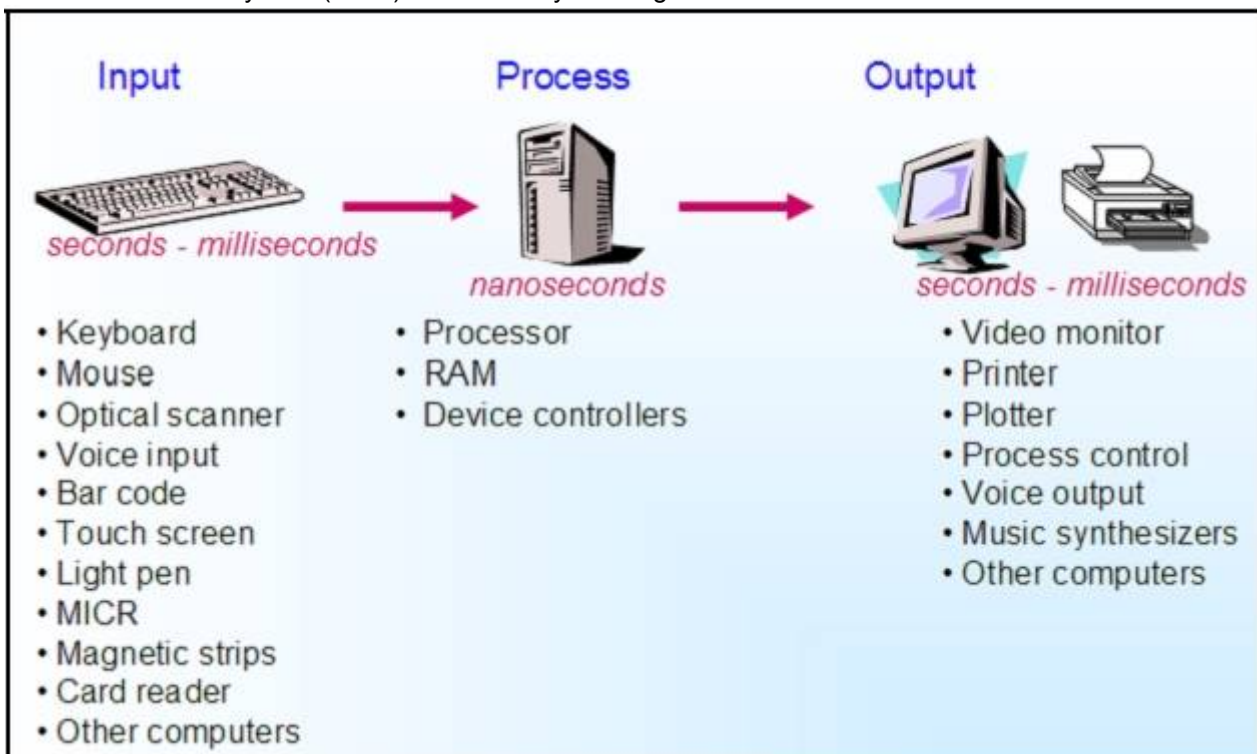 Input
Process
Output
seconds - milliseconds
nanoseconds
seconds - milliseconds
• Keyboard
• Mouse
• Optical scanner
• Voice input
• Bar code
• Touch screen
• Light pen
• MICR
• Magnetic strips
• Card reader
• Other computers
• Processor
• RAM
• Device controllers
• Video monitor
• Printer
• Plotter
• Process control
• Voice output
• Music synthesizers
• Other computers